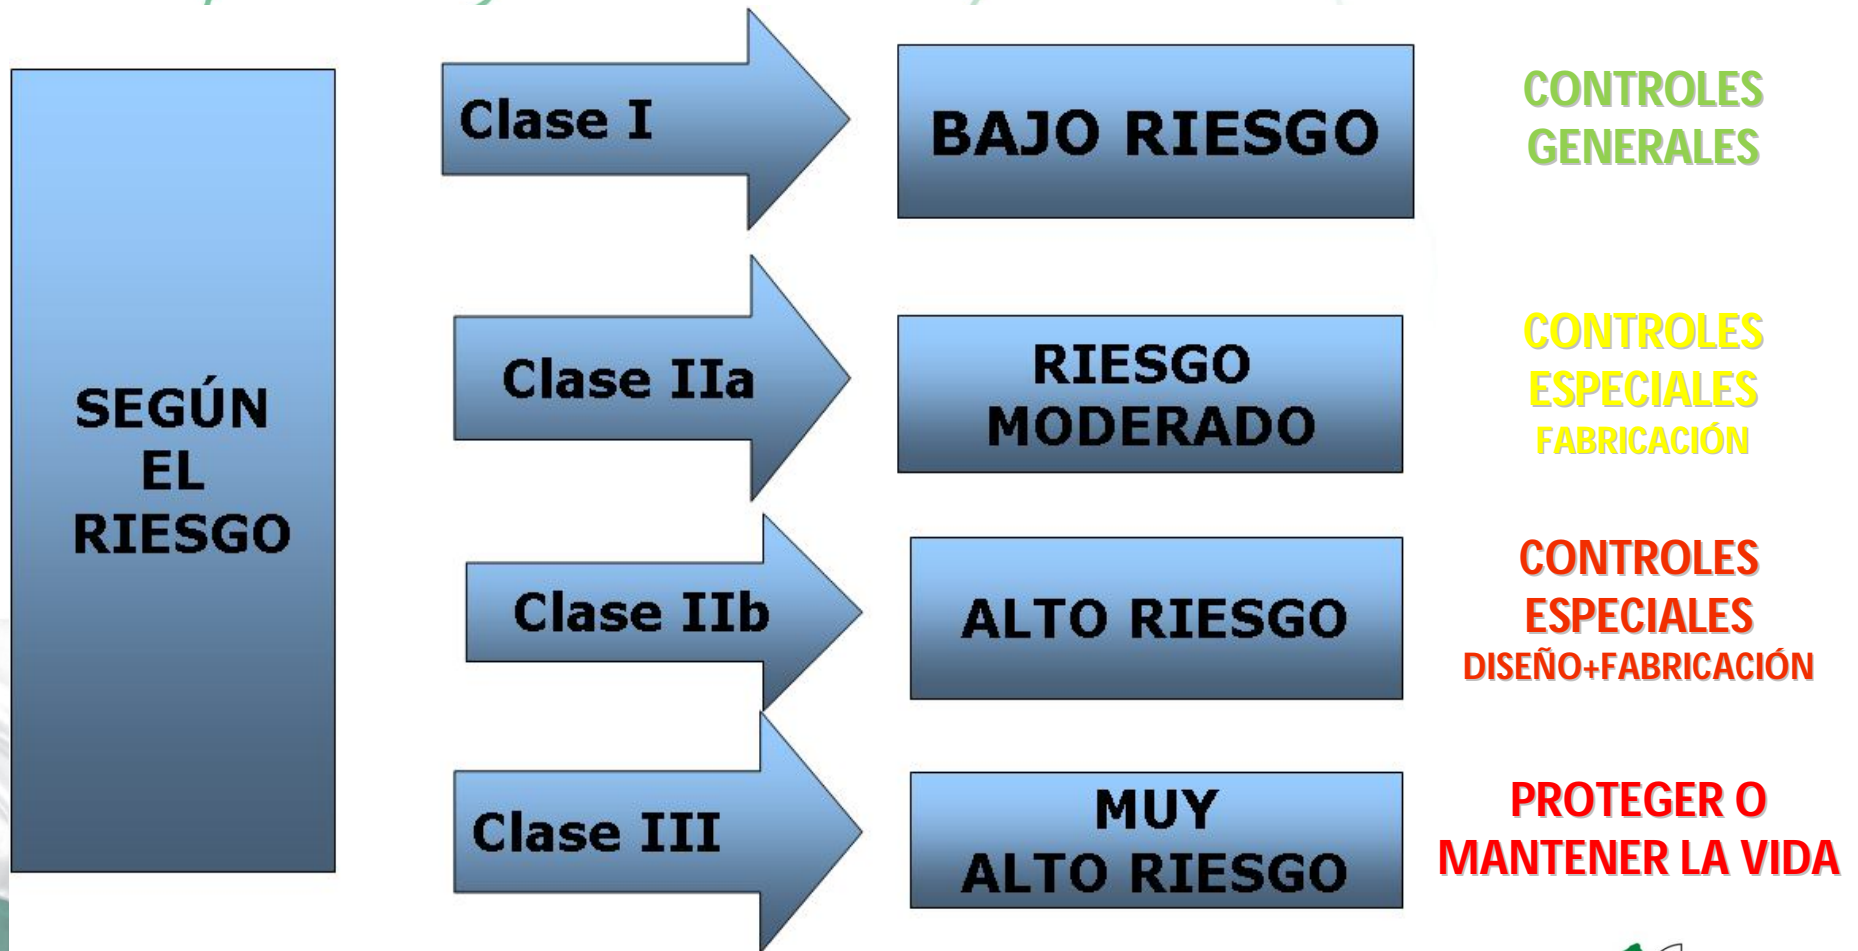 SEGÚN
EL
RIESGO
Clase I
BAJO RIESGO
CONTROLES
GENERALES
Clase IIa
RIESGO
MODERADO
CONTROLES
ESPECIALES
FABRICACIÓN
Clase IIb
ALTO RIESGO
CONTROLES
ESPECIALES
DISEÑO+FABRICACIÓN
Clase III
MUY
ALTO RIESGO
PROTEGER O
MANTENER LA VIDA